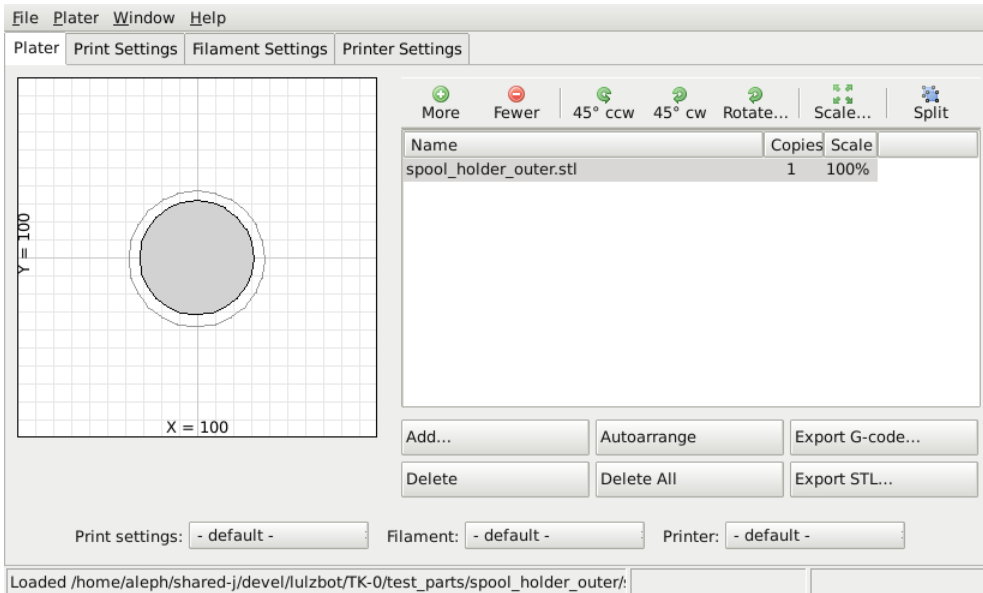 File Plater Window Help
Plater Print Settings Filament Settings Printer Settings
More Fewer 45° ccw 45° cw Rotate... Scale... Split
Name Copies Scale
spool_holder_outer.stl 1 100%
Y = 100
X = 100
Add... Autoarrange Export G-code...
Delete Delete All Export STL...
Print settings: - default - Filament: - default - Printer: - default -
Loaded /home/aleph/shared-j/devel/lulzbot/TK-0/test_parts/spool_holder_outer/